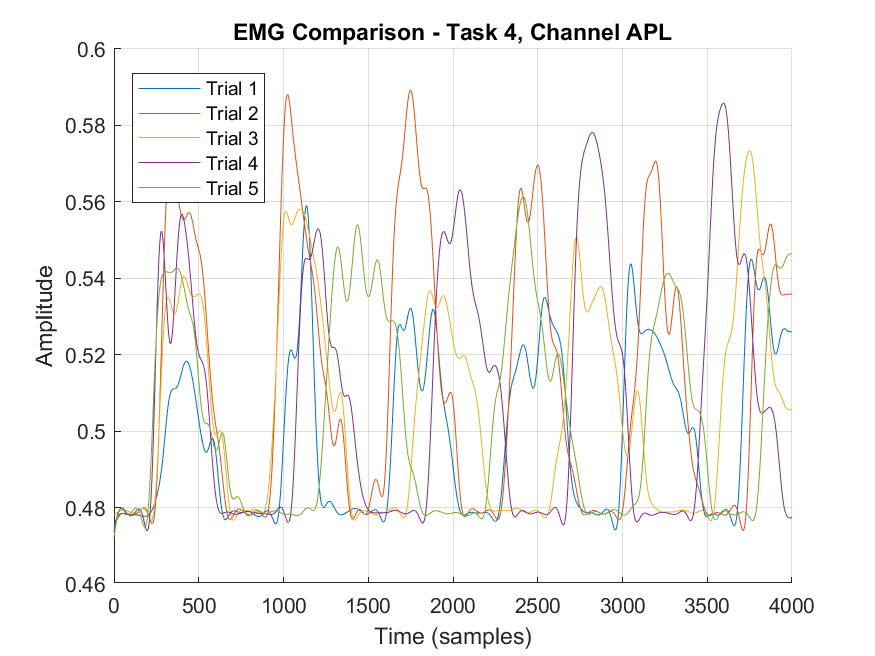 EMG Comparison - Task 4, Channel APL
0.6
0.58
0.56
0.54
0.52
0.5
0.48
0.46
Amplitude
Trial 1
Trial 2
Trial 3
Trial 4
Trial 5
0 500 1000 1500 2000 2500 3000 3500 4000
Time (samples)